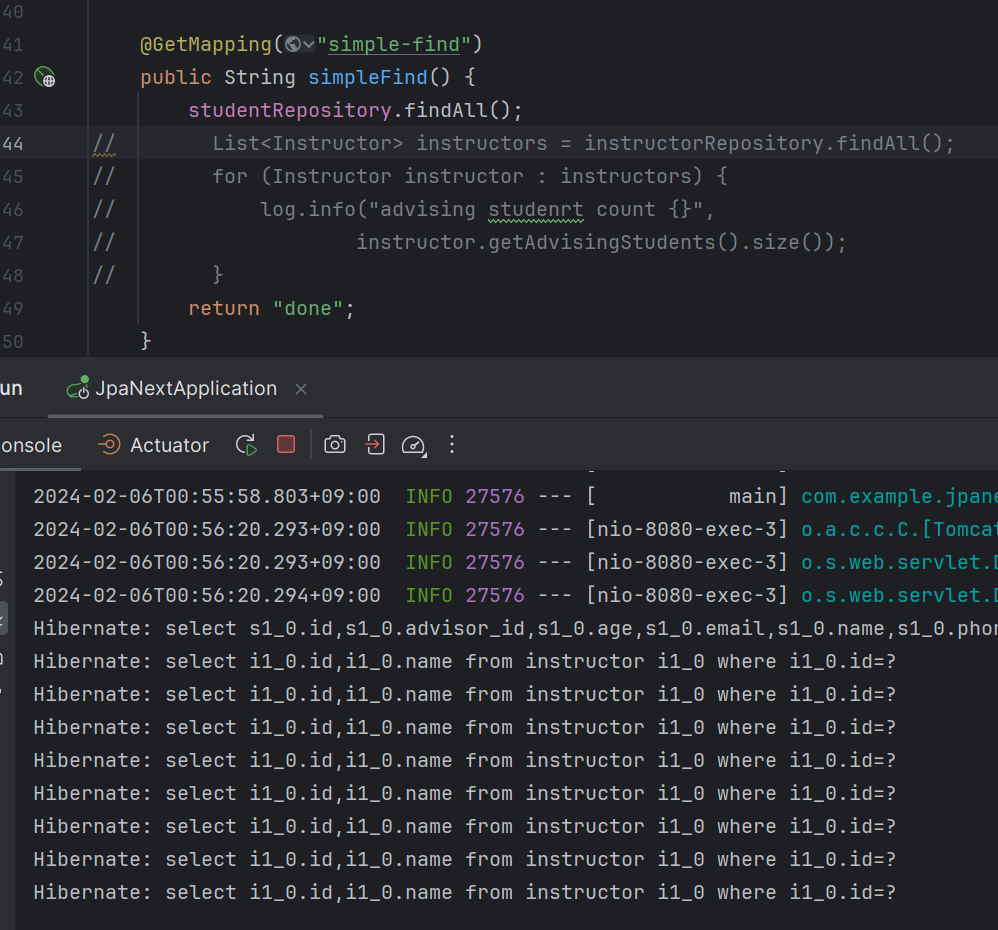 40
41 @GetMapping("simple-find")
42 public String simpleFind() {
43 studentRepository.findAll();
44 // List<Instructor> instructors = instructorRepository.findAll();
45 // for (Instructor instructor : instructors) {
46 // log.info("advising studenrt count {}",
47 // instructor.getAdvisingStudents().size());
48 // }
49 return "done";
50 }
un JpaNextApplication ×
onsole Actuator
2024-02-06T00:55:58.803+09:00 INFO 27576 --- [ main] com.example.jpane
2024-02-06T00:56:20.293+09:00 INFO 27576 --- [nio-8080-exec-3] o.a.c.c.C.[Tomcat
2024-02-06T00:56:20.293+09:00 INFO 27576 --- [nio-8080-exec-3] o.s.web.servlet.D
2024-02-06T00:56:20.294+09:00 INFO 27576 --- [nio-8080-exec-3] o.s.web.servlet.D
Hibernate: select s1_0.id,s1_0.advisor_id,s1_0.age,s1_0.email,s1_0.name,s1_0.phon
Hibernate: select i1_0.id,i1_0.name from instructor i1_0 where i1_0.id=?
Hibernate: select i1_0.id,i1_0.name from instructor i1_0 where i1_0.id=?
Hibernate: select i1_0.id,i1_0.name from instructor i1_0 where i1_0.id=?
Hibernate: select i1_0.id,i1_0.name from instructor i1_0 where i1_0.id=?
Hibernate: select i1_0.id,i1_0.name from instructor i1_0 where i1_0.id=?
Hibernate: select i1_0.id,i1_0.name from instructor i1_0 where i1_0.id=?
Hibernate: select i1_0.id,i1_0.name from instructor i1_0 where i1_0.id=?
Hibernate: select i1_0.id,i1_0.name from instructor i1_0 where i1_0.id=?